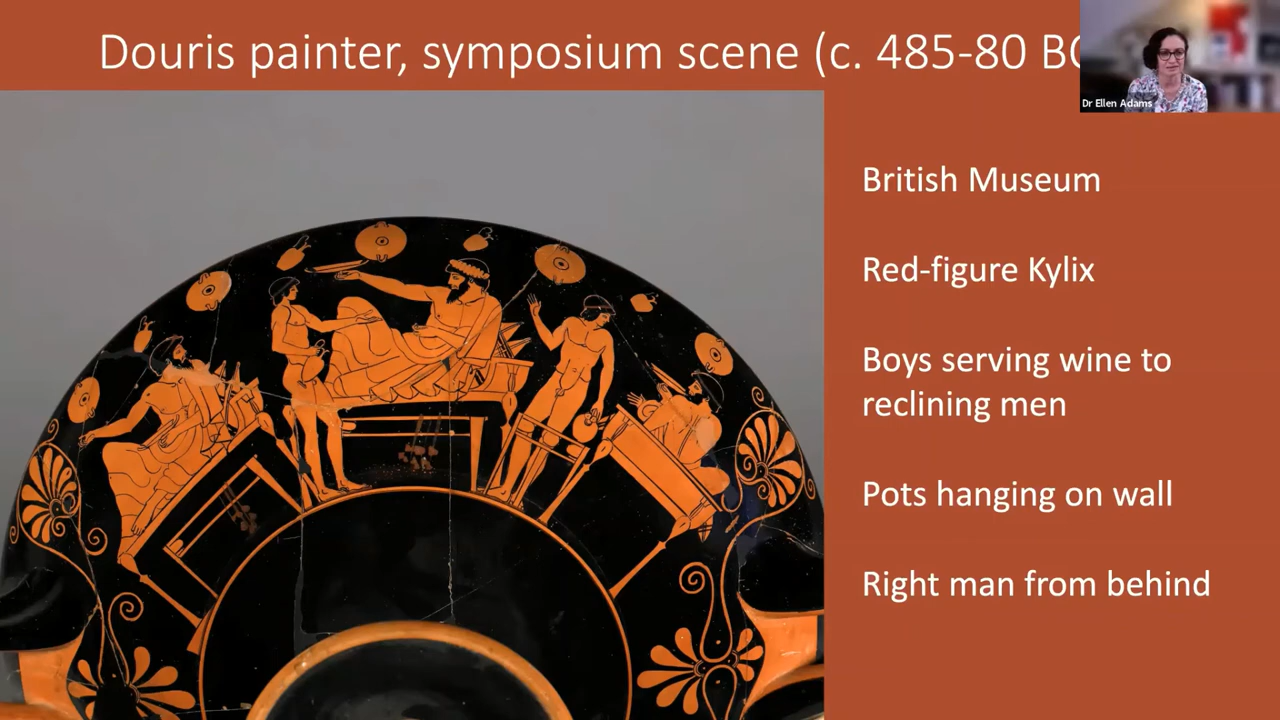 Douris painter, symposium scene (c. 485-80
Dr Ellen Adams
British Museum
Red-figure Kylix
Boys serving wine to
reclining men
Pots hanging on wall
Right man from behind